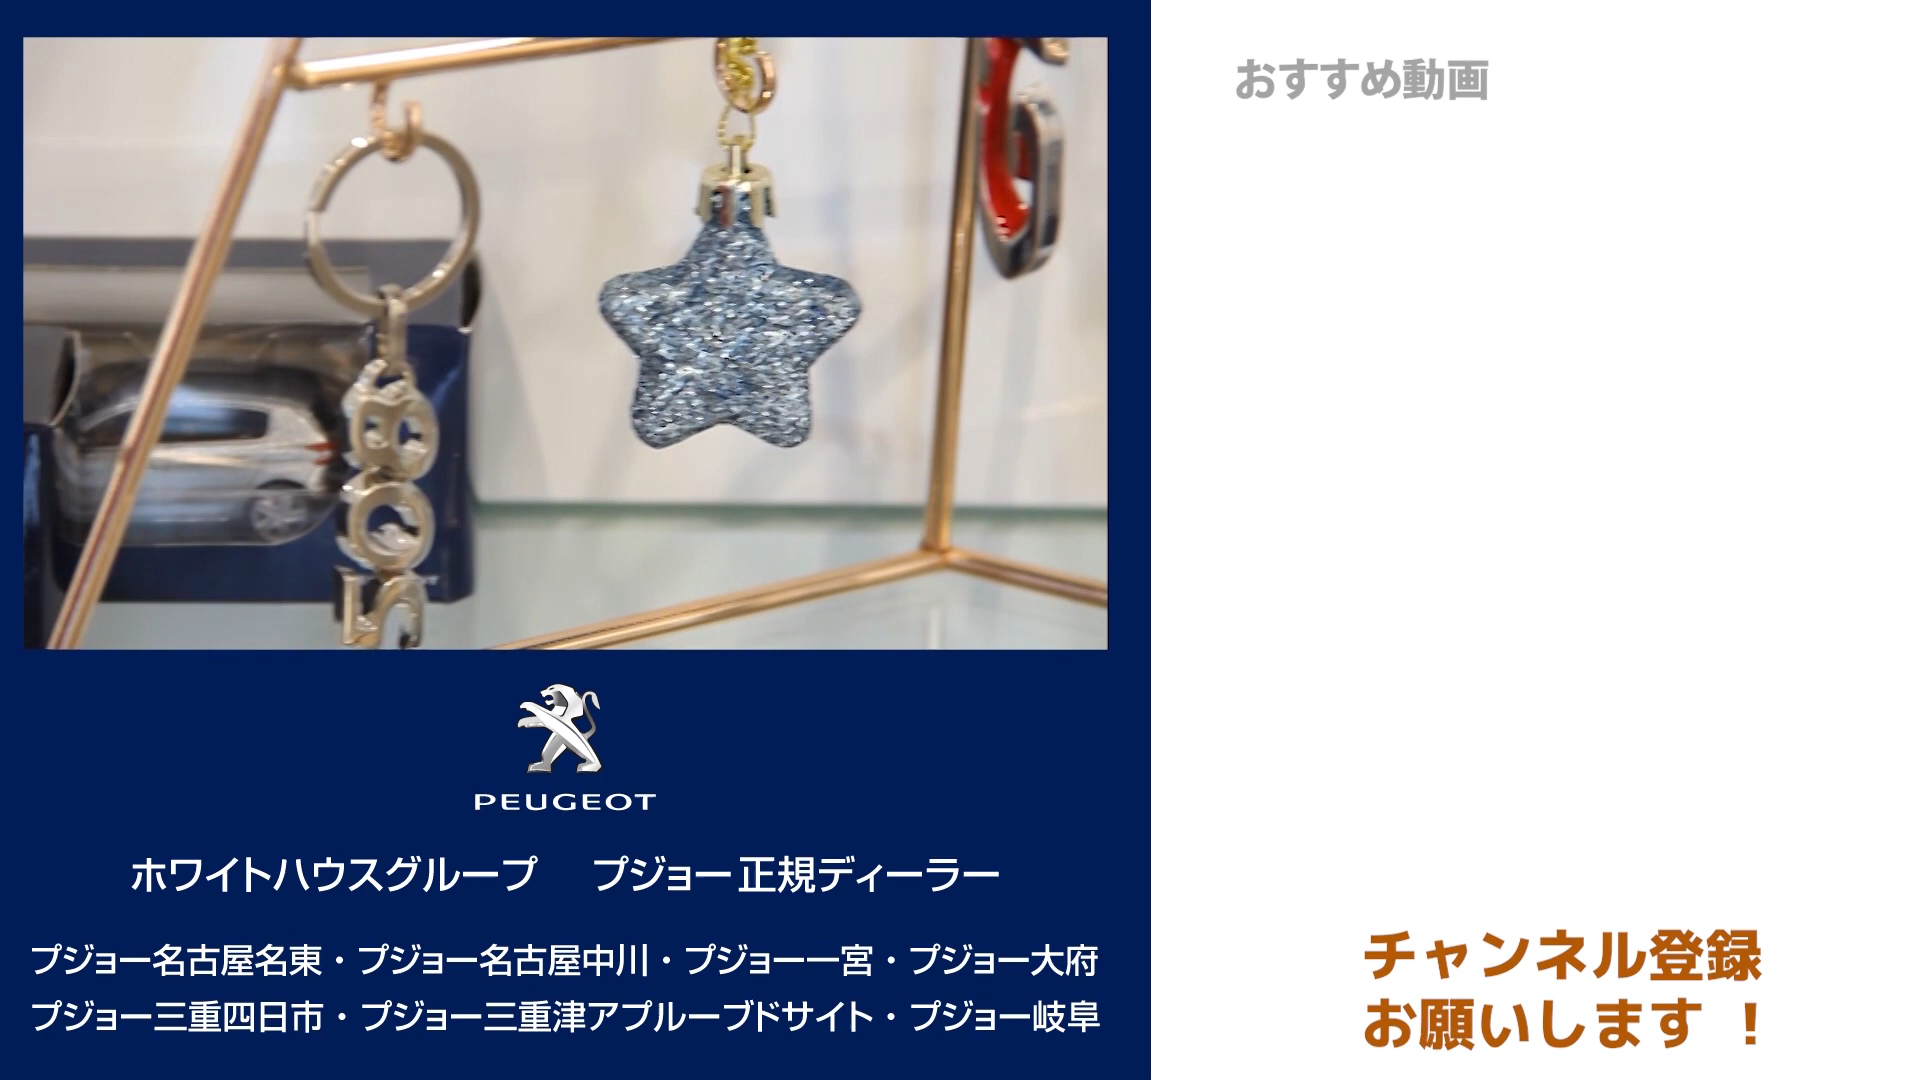 おすすめ動画
PEUGEOT
ホワイトハウスグループ　プジョー正規ディーラー
プジョー名古屋名東・プジョー名古屋中川・プジョー一宮・プジョー大府
プジョー三重四日市・プジョー三重津アプルーブドサイト・プジョー岐阜
チャンネル登録
お願いします ！